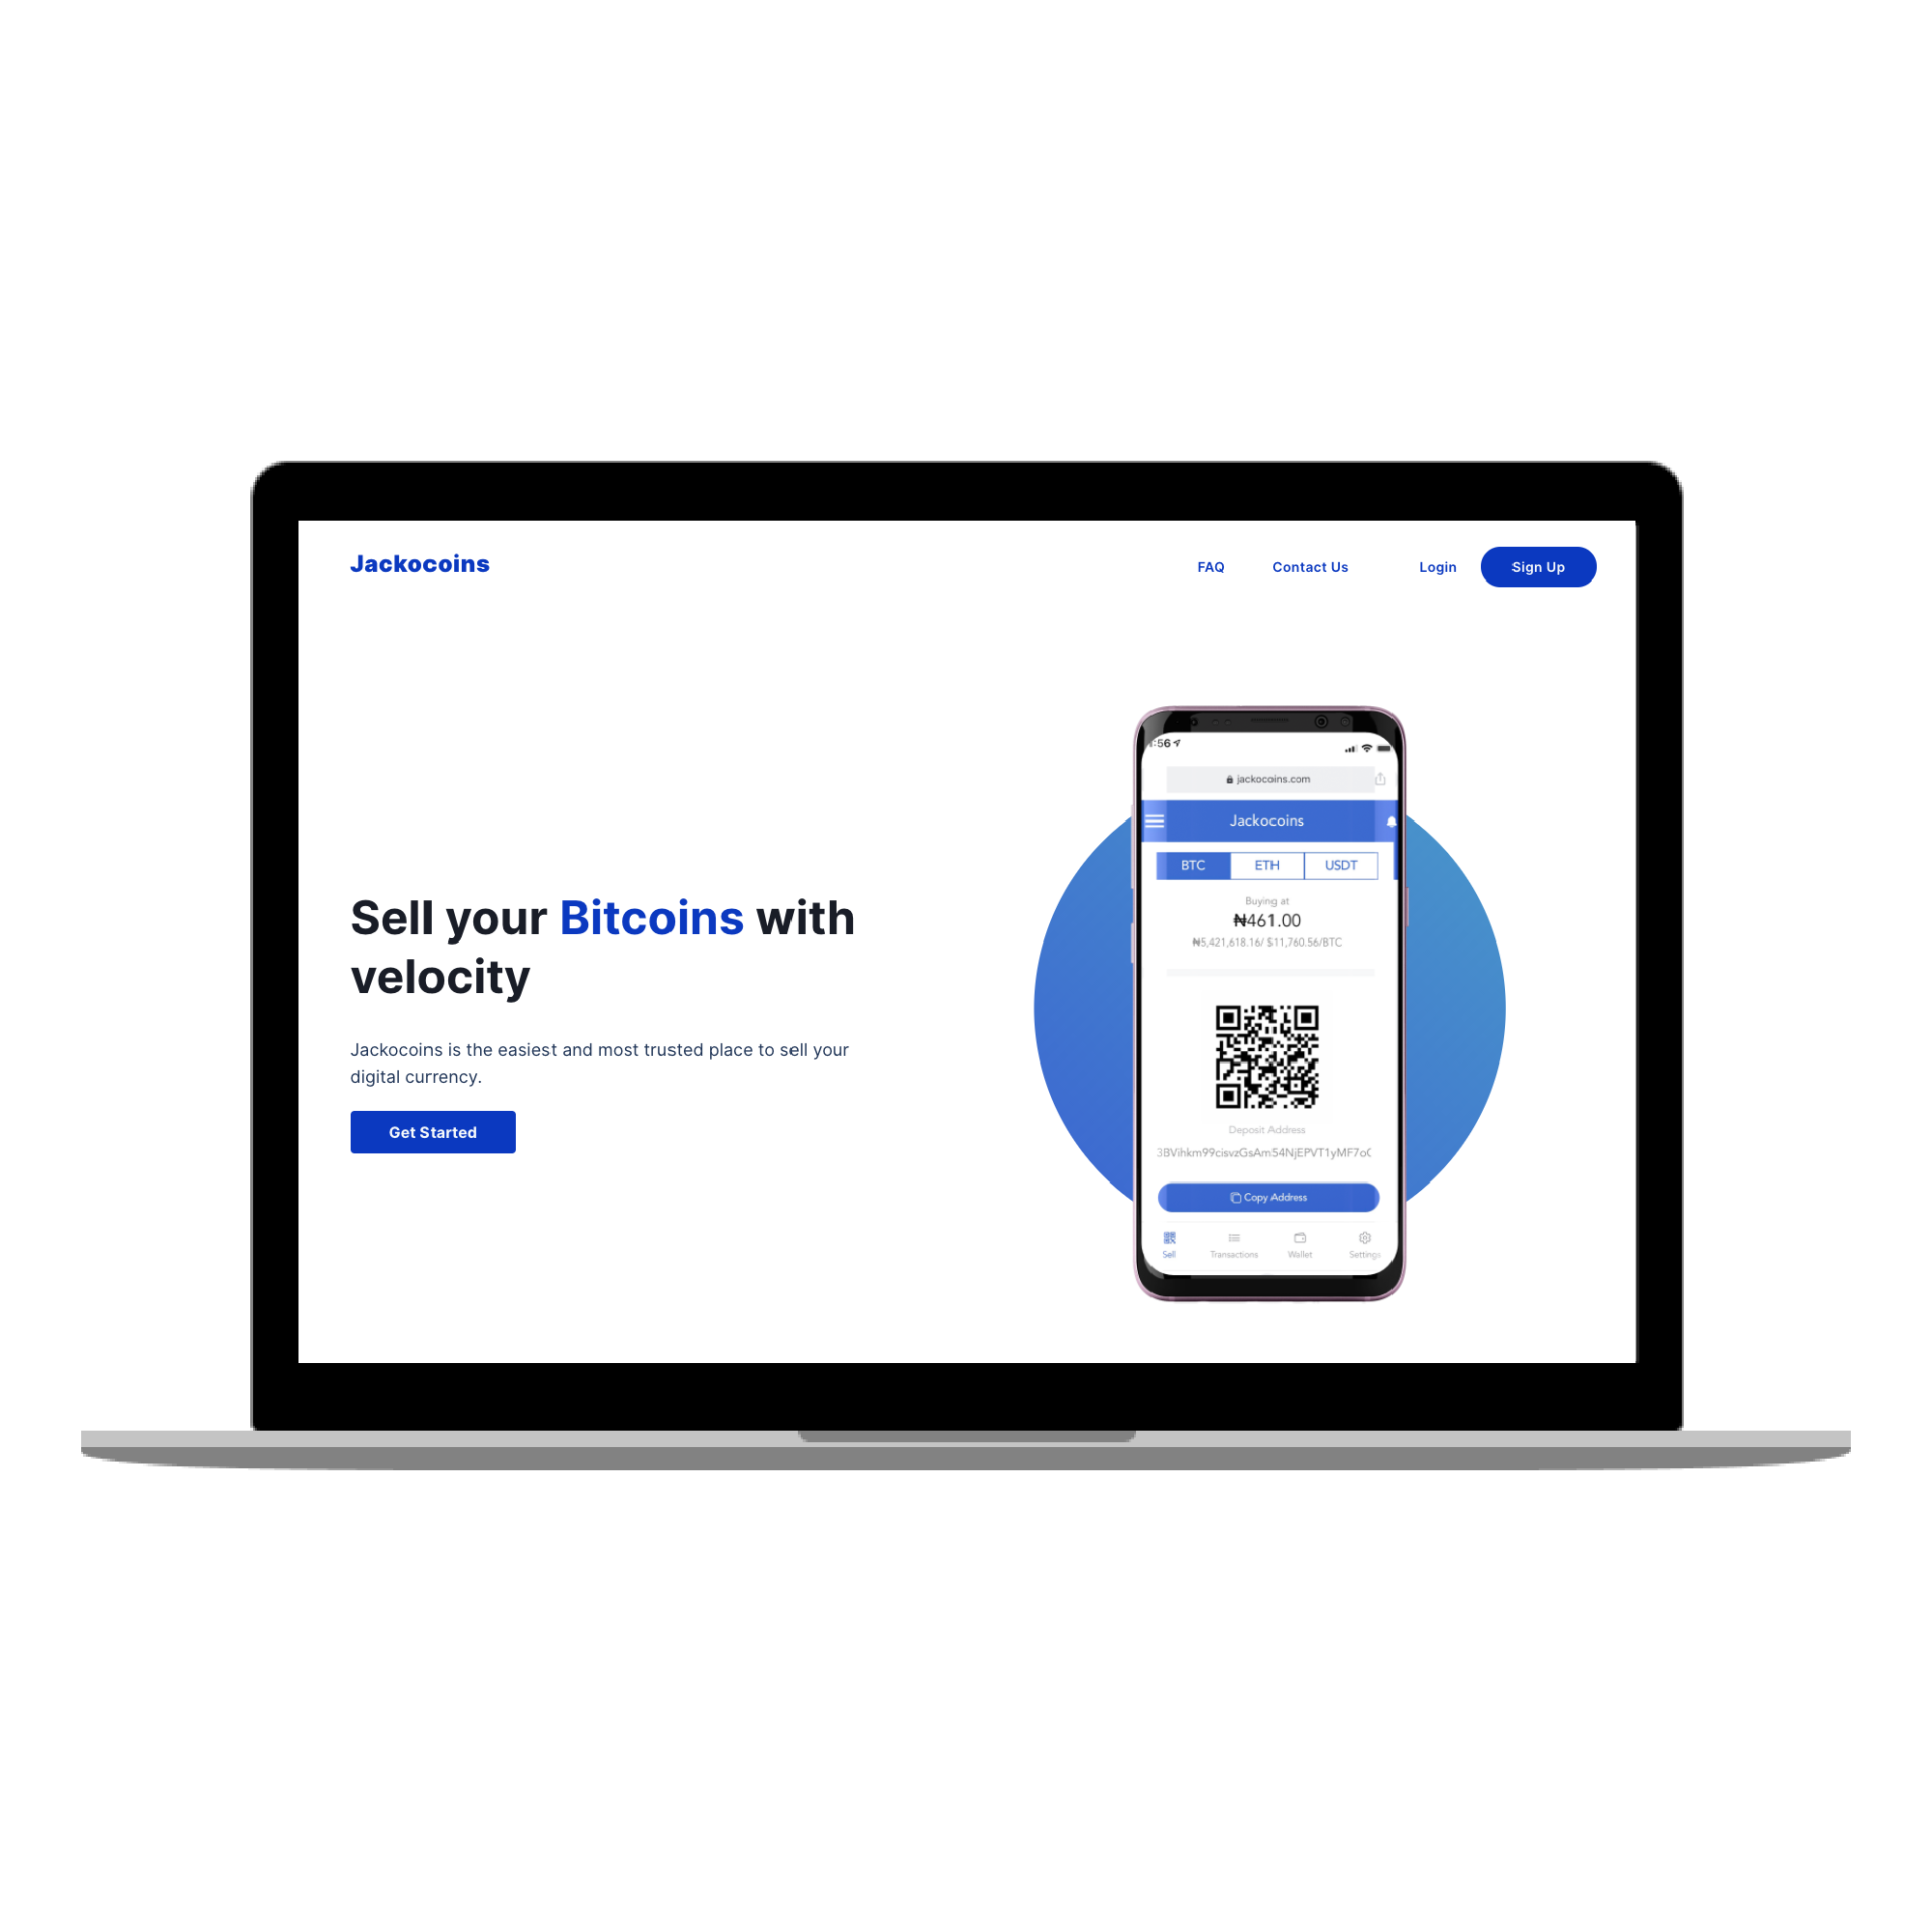 Jackocoins
FAQ Contact Us Login Sign Up
Sell your Bitcoins with
velocity
Jackocoins is the easiest and most trusted place to sell your
digital currency.
Get Started
:56
jackocoins.com
Jackocoins
BTC ETH USDT
Buying at
₦461.00
₦5,421,618.16/ $11,760.56/BTC
Deposit Address
3BVihkm99cisvzGsAm54NjEPVT1yMF7o
Copy Address
Sell Transactions Wallet Settings